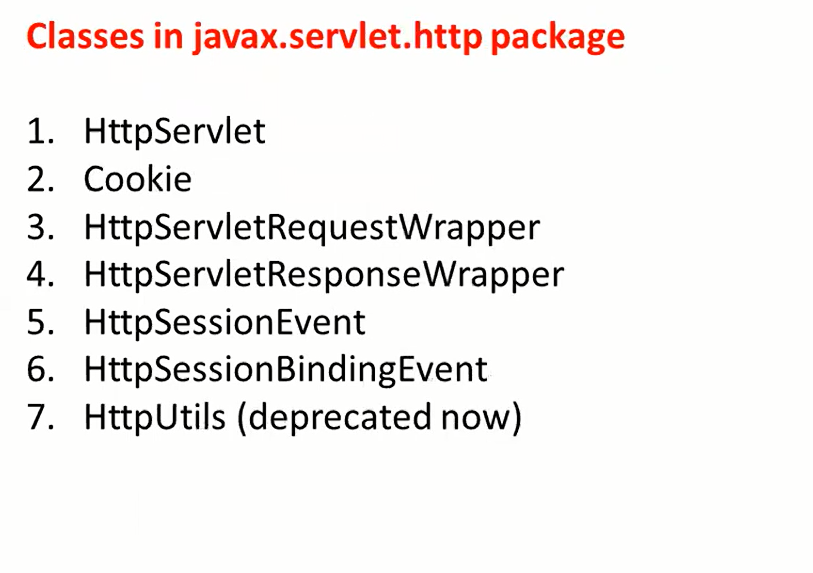 Classes in javax.servlet.http package
1. HttpServlet
2. Cookie
3. HttpServletRequestWrapper
4. HttpServletResponseWrapper
5. HttpSessionEvent
6. HttpSessionBindingEvent
7. HttpUtils (deprecated now)